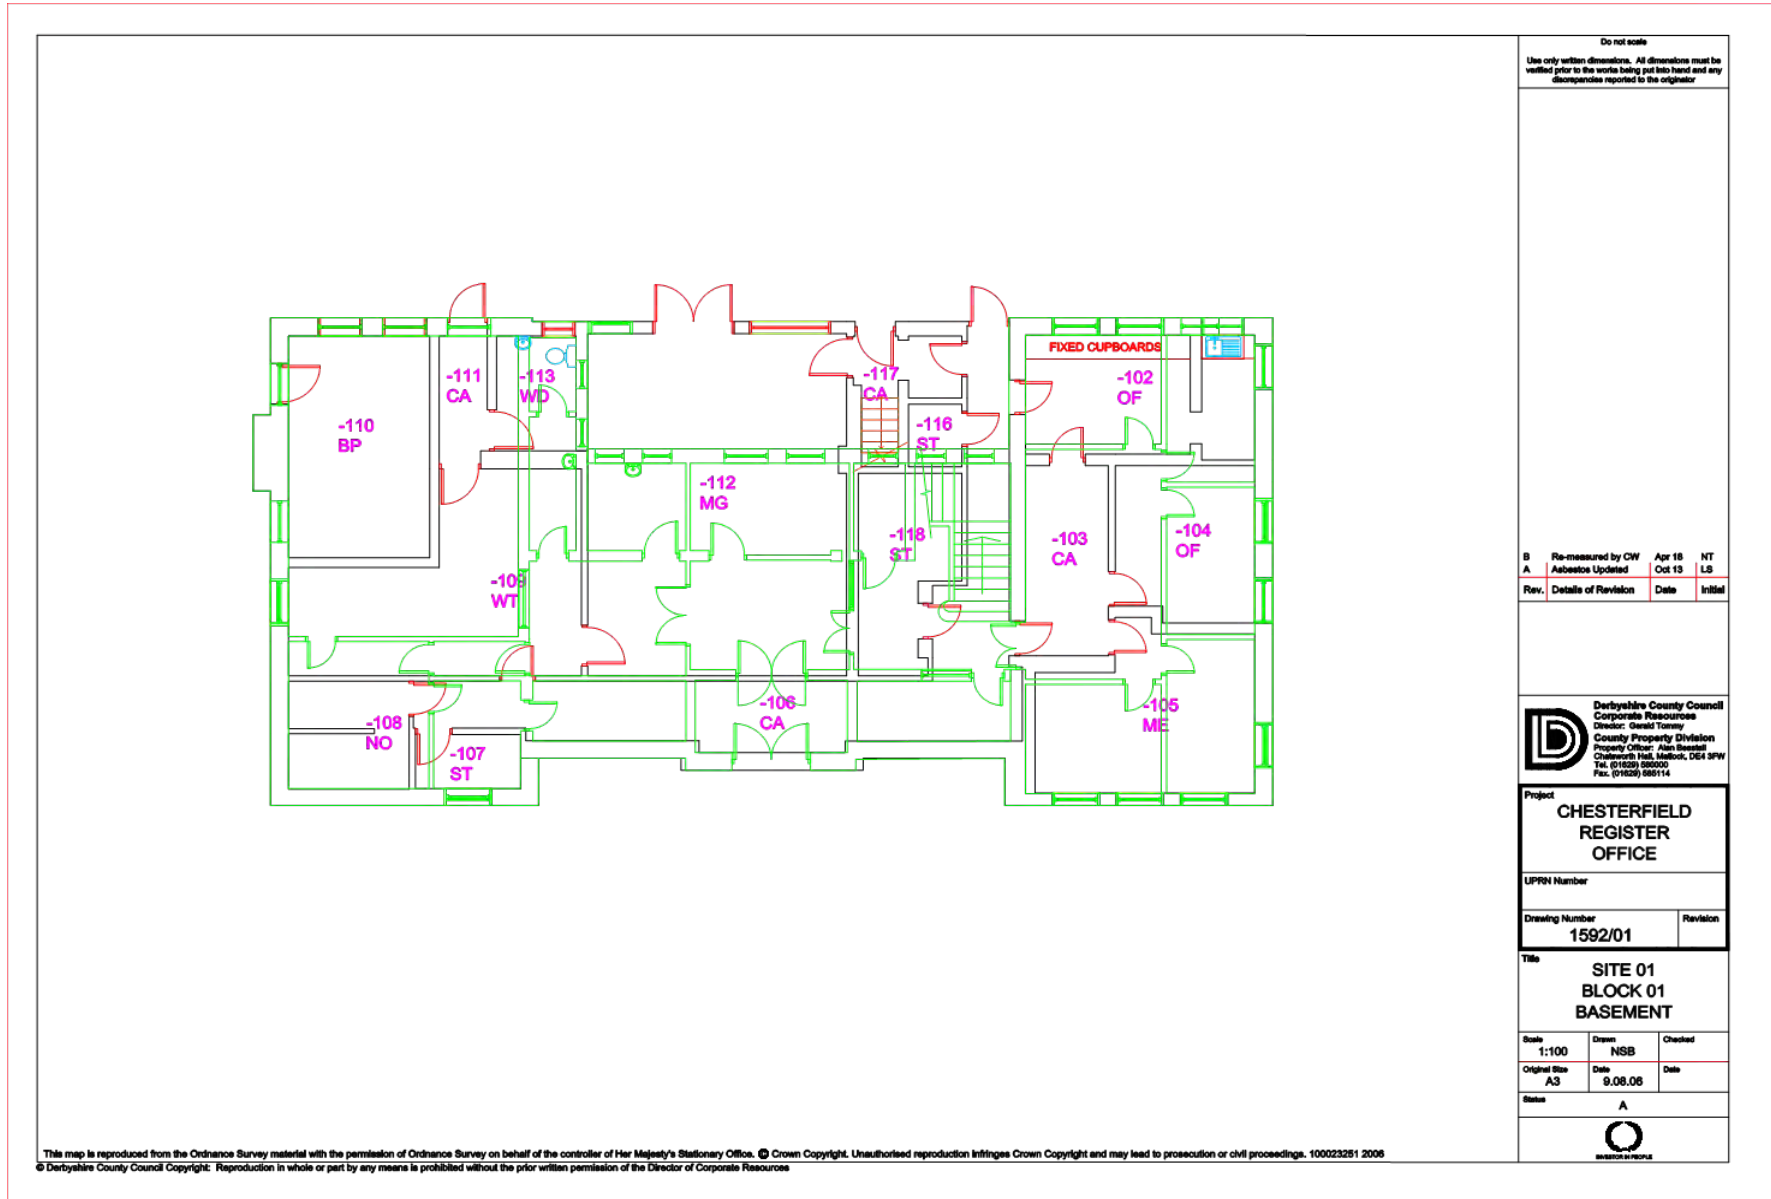 Do not scale
Use only written dimensions. All dimensions must be
verified prior to the works being put into hand and any
discrepancies reported to the originator
FIXED CUPBOARDS
-111
CA
-113
WD
-117
CA
-102
OF
-110
BP
-116
ST
-112
MG
-118
ST
-103
CA
-104
OF
-109
WT
-106
CA
-105
ME
-108
NO
-107
ST
B Re-measured by CW Apr 18 NT
A Asbestos Updated Oct 13 LS
Rev. Details of Revision Date Initial
Derbyshire County Council
Corporate Resources
Director: Gerald Tommy
County Property Division
Property Officer: Alan Beastall
Chatsworth Hall, Matlock, DE4 3FW
Tel. (01629) 580000
Fax. (01629) 585114
Project
CHESTERFIELD
REGISTER
OFFICE
UPRN Number
Drawing Number Revision
1592/01
Title
SITE 01
BLOCK 01
BASEMENT
Scale Drawn Checked
1:100 NSB
Original Size Date Date
A3 9.08.06
Status
A
INVESTOR IN PEOPLE
This map is reproduced from the Ordnance Survey material with the permission of Ordnance Survey on behalf of the controller of Her Majesty's Stationary Office. © Crown Copyright. Unauthorised reproduction infringes Crown Copyright and may lead to prosecution or civil proceedings. 100023251 2006
© Derbyshire County Council Copyright: Reproduction in whole or part by any means is prohibited without the prior written permission of the Director of Corporate Resources